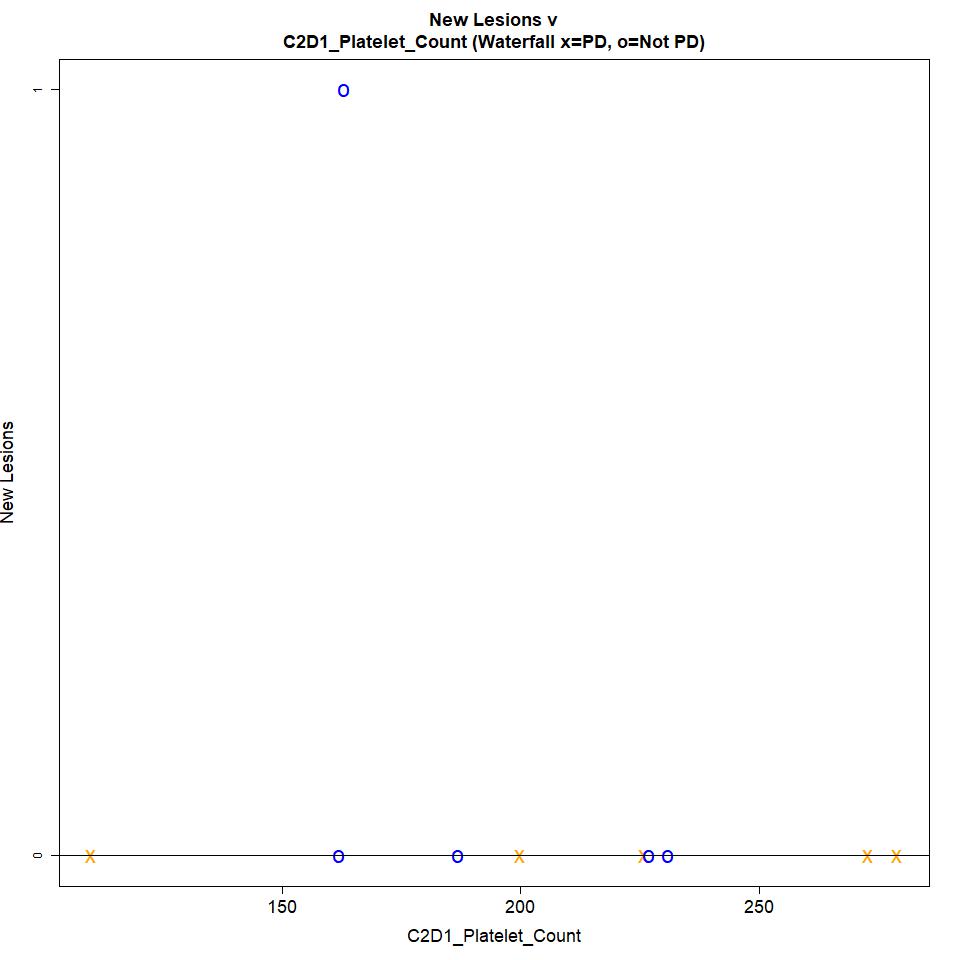 New Lesions v
C2D1_Platelet_Count (Waterfall x=PD, o=Not PD)
New Lesions
1
o
0
x o o x x o o x x
150 200 250
C2D1_Platelet_Count